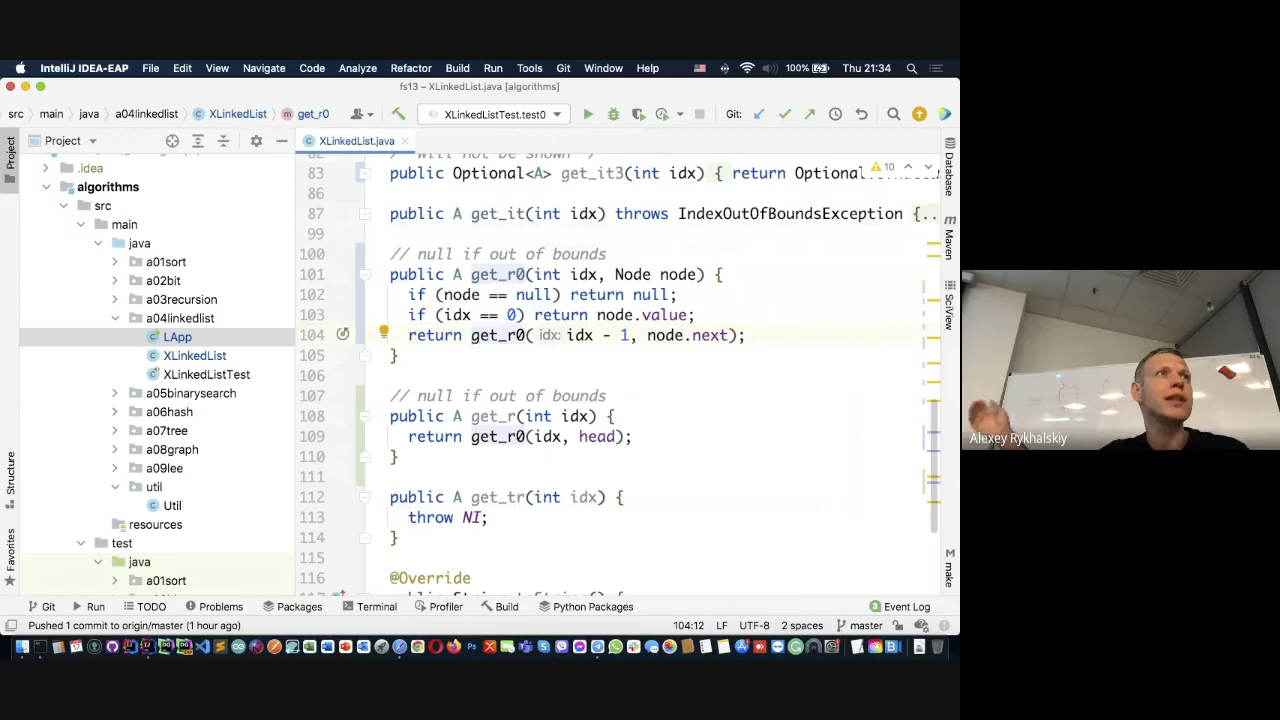 IntelliJ IDEA-EAP File Edit View Navigate Code Analyze Refactor Build Run Tools Git Window Help 100% Thu 21:34
fs13 – XLinkedList.java [algorithms]
src main java a04linkedlist XLinkedList get_r0 XLinkedListTest.test0 Git:
Project XLinkedList.java
Project
.idea
algorithms
src
main
java
a01sort
a02bit
a03recursion
a04linkedlist
LApp
XLinkedList
XLinkedListTest
a05binarysearch
a06hash
a07tree
a08graph
a09lee
util
Util
resources
test
java
a01sort
Structure
Favorites
82 / will not be shown /
83 public Optional<A> get_it3(int idx) { return Optional
10
86
87 public A get_it(int idx) throws IndexOutOfBoundsException {...
99
100 // null if out of bounds
101 public A get_r0(int idx, Node node) {
102 if (node == null) return null;
103 if (idx == 0) return node.value;
104 return get_r0( idx: idx - 1, node.next);
105 }
106
107 // null if out of bounds
108 public A get_r(int idx) {
109 return get_r0(idx, head);
110 }
111
112 public A get_tr(int idx) {
113 throw NI;
114 }
115
116 @Override
Database
Maven
SciView
make
Git Run TODO Problems Packages Terminal Profiler Build Python Packages Event Log
Pushed 1 commit to origin/master (1 hour ago) 104:12 LF UTF-8 2 spaces master
Alexey Rykhalskiy